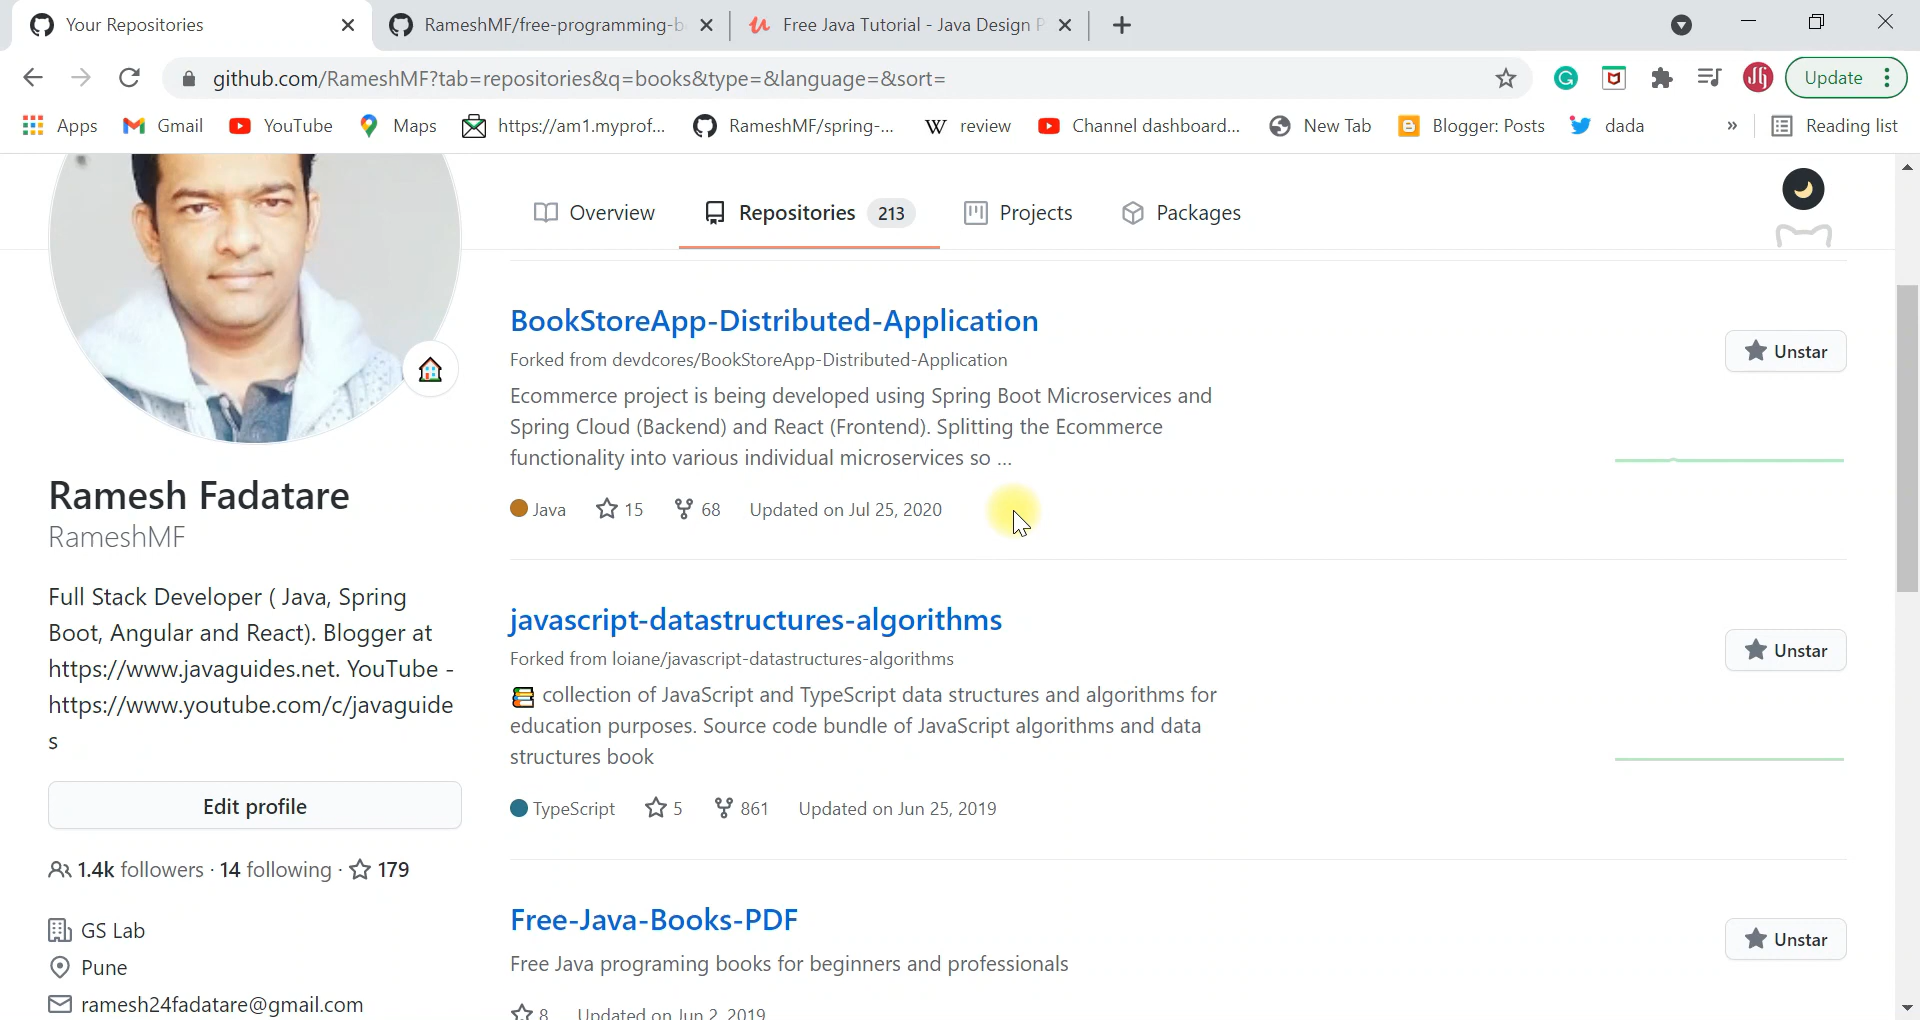 Your Repositories
RameshMF/free-programming-b
Free Java Tutorial - Java Design P
github.com/RameshMF?tab=repositories&q=books&type=&language=&sort=
Update
Apps
Gmail
YouTube
Maps
https://am1.myprof...
RameshMF/spring-...
W review
Channel dashboard...
New Tab
Blogger: Posts
dada
»
Reading list
Overview
Repositories 213
Projects
Packages
BookStoreApp-Distributed-Application
Forked from devdcores/BookStoreApp-Distributed-Application
Unstar
Ecommerce project is being developed using Spring Boot Microservices and
Spring Cloud (Backend) and React (Frontend). Splitting the Ecommerce
functionality into various individual microservices so ...
Java 15 68 Updated on Jul 25, 2020
Ramesh Fadatare
RameshMF
Full Stack Developer ( Java, Spring
Boot, Angular and React). Blogger at
https://www.javaguides.net. YouTube -
https://www.youtube.com/c/javaguide
s
Edit profile
1.4k followers · 14 following · 179
GS Lab
Pune
ramesh24fadatare@gmail.com
javascript-datastructures-algorithms
Forked from loiane/javascript-datastructures-algorithms
Unstar
collection of JavaScript and TypeScript data structures and algorithms for
education purposes. Source code bundle of JavaScript algorithms and data
structures book
TypeScript 5 861 Updated on Jun 25, 2019
Free-Java-Books-PDF
Unstar
Free Java programing books for beginners and professionals
8 Updated on Jun 2, 2019